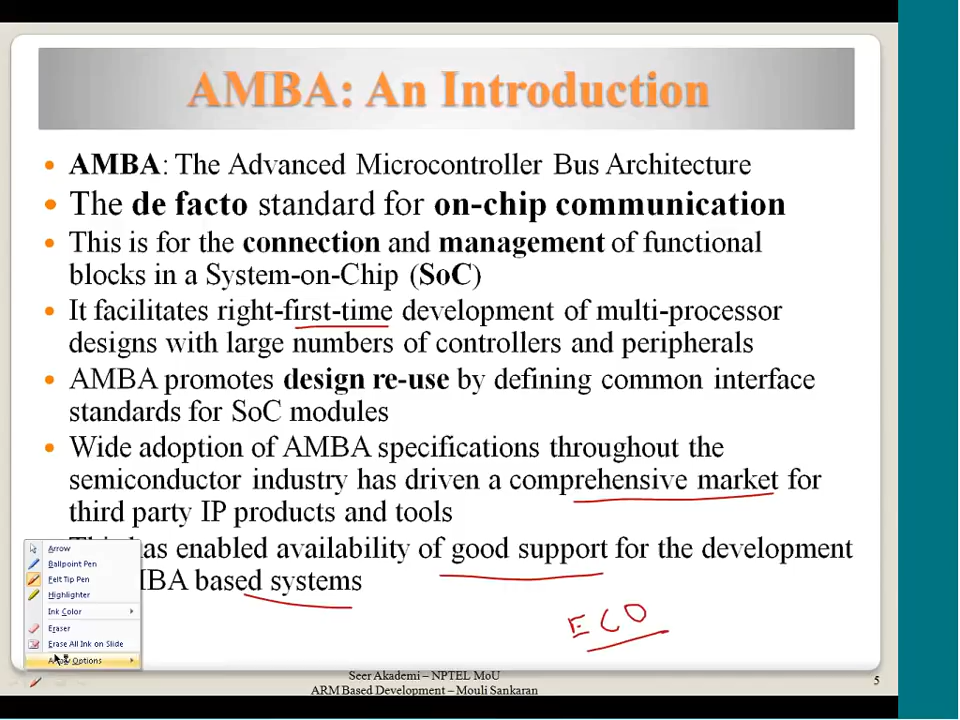 AMBA: An Introduction
• AMBA: The Advanced Microcontroller Bus Architecture
• The de facto standard for on-chip communication
• This is for the connection and management of functional
blocks in a System-on-Chip (SoC)
• It facilitates right-first-time development of multi-processor
designs with large numbers of controllers and peripherals
• AMBA promotes design re-use by defining common interface
standards for SoC modules
• Wide adoption of AMBA specifications throughout the
semiconductor industry has driven a comprehensive market for
third party IP products and tools
has enabled availability of good support for the development
based systems
Arrow
Ballpoint Pen
Felt Tip Pen
Highlighter
Ink Color
Eraser
Erase All Ink on Slide
Options
ECO
Seer Akademi – NPTEL MoU
ARM Based Development – Mouli Sankaran
5